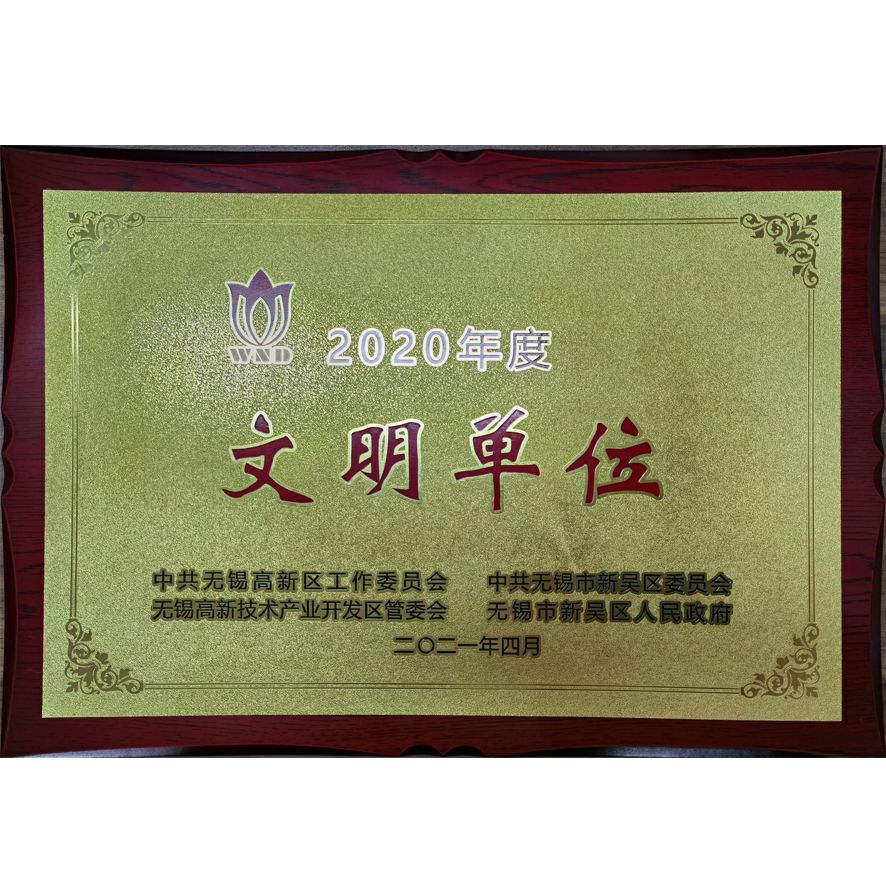 WND
2020年度
文明单位
中共无锡高新区工作委员会 中共无锡市新吴区委员会
无锡高新技术产业开发区管委会 无锡市新吴区人民政府
二〇二一年四月